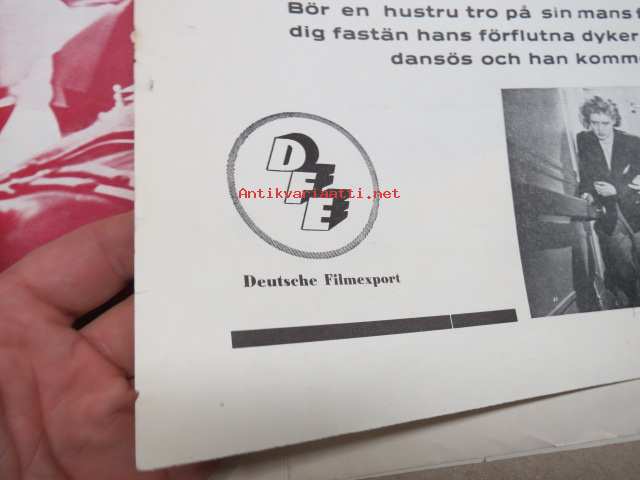 Bör en hustru tro på sin mans
dig fastän hans förflutna dyker
dansös och han komme
DFE
Antikvariaatti.net
Deutsche Filmexport